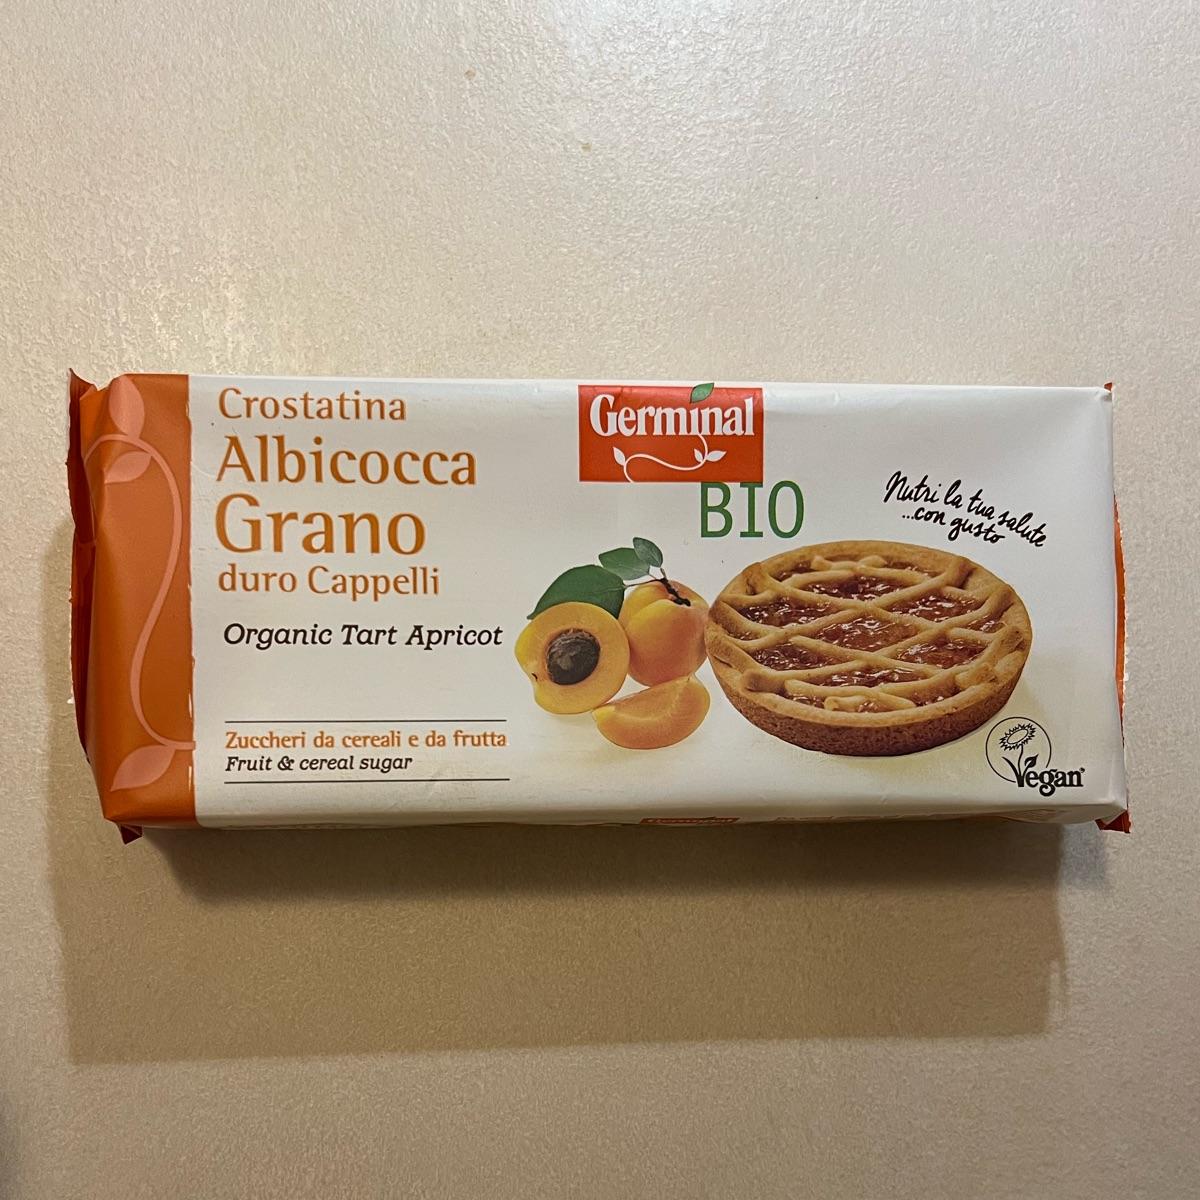 Crostatina
Albicocca
Grano
duro Cappelli
Organic Tart Apricot
Zuccheri da cereali e da frutta
Fruit & cereal sugar
Germinal
BIO
Nutri la tua salute
...con gusto
Vegan
Germinal